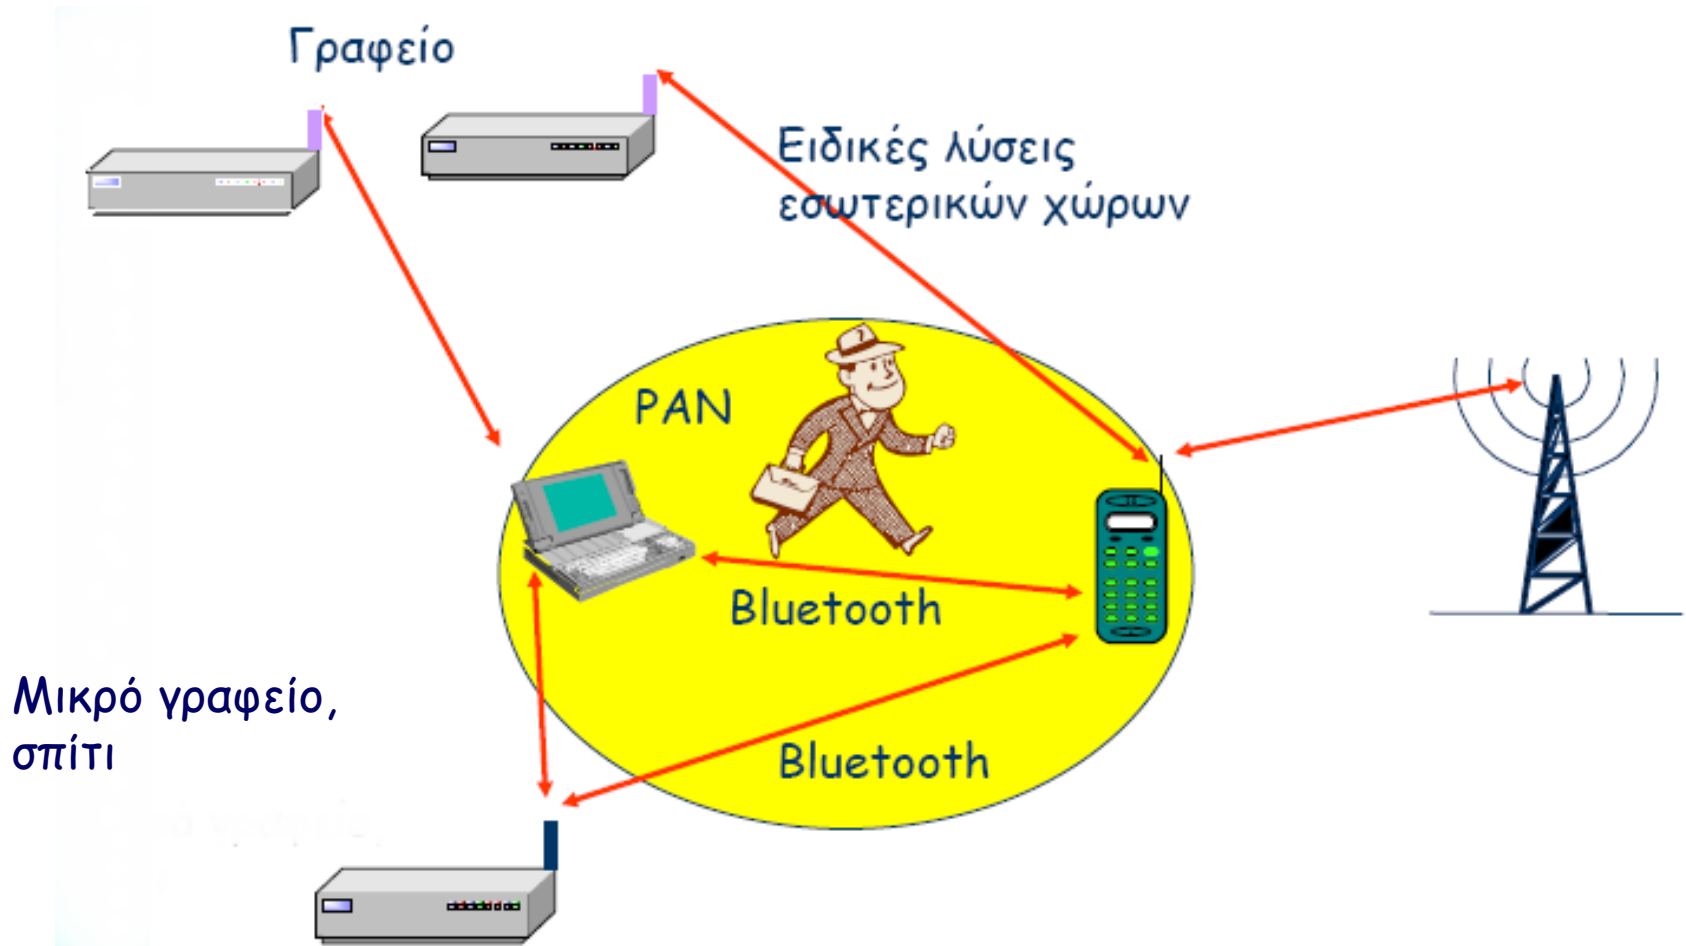 Γραφείο
Ειδικές λύσεις
εσωτερικών χώρων
PAN
Bluetooth
Μικρό γραφείο,
σπίτι
Bluetooth